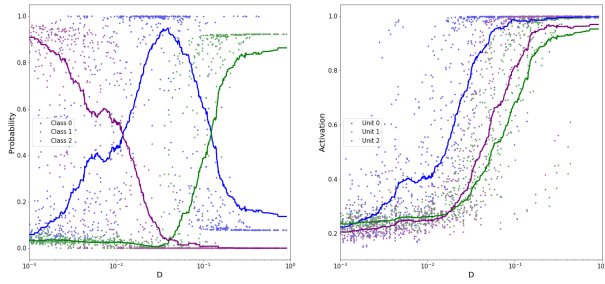 1.0
0.8
0.6
0.4
0.2
0.0
Probability
Class 0
Class 1
Class 2
10⁻³
10⁻²
10⁻¹
10⁰
D
1.0
0.8
0.6
0.4
0.2
Activation
Unit 0
Unit 1
Unit 2
10⁻³
10⁻²
10⁻¹
10⁰
D